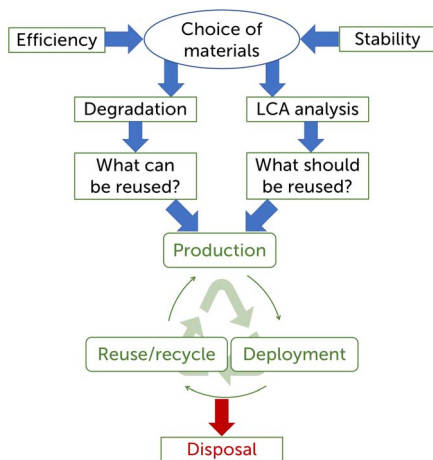 Efficiency
Choice of
materials
Stability
Degradation
LCA analysis
What can
be reused?
What should
be reused?
Production
Reuse/recycle
Deployment
Disposal